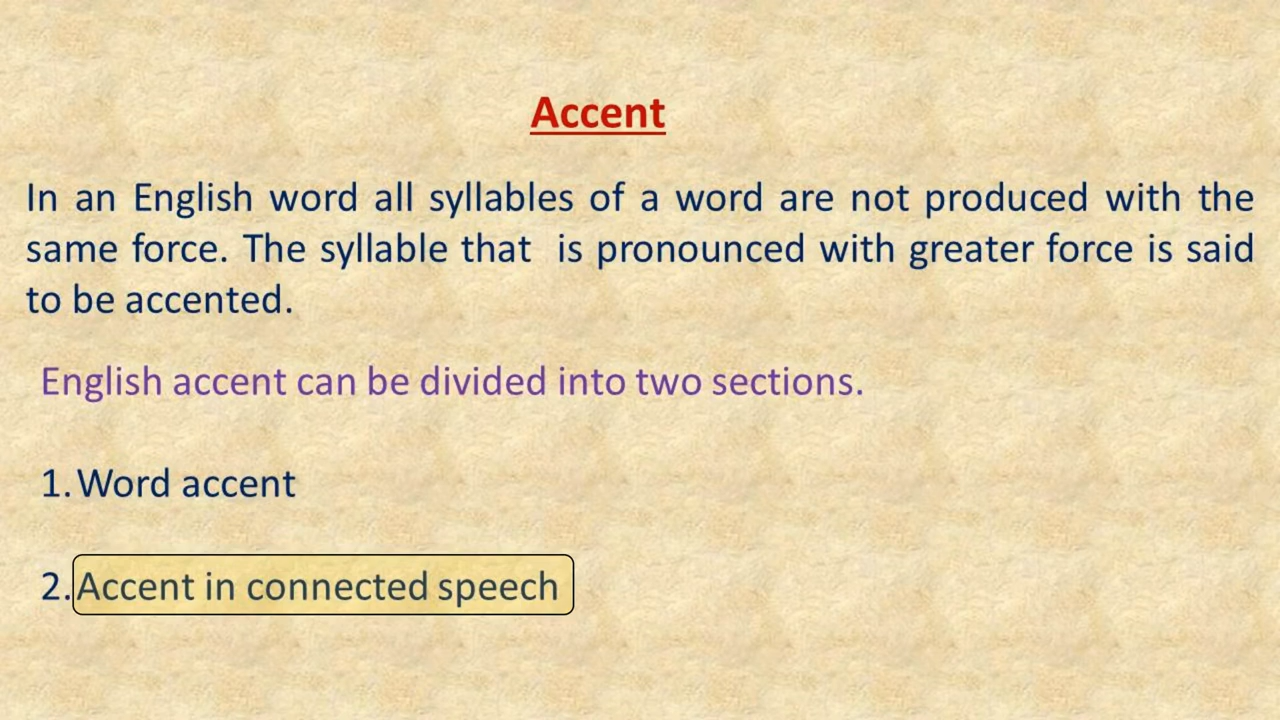 Accent
In an English word all syllables of a word are not produced with the
same force. The syllable that is pronounced with greater force is said
to be accented.
English accent can be divided into two sections.
1. Word accent
2. Accent in connected speech